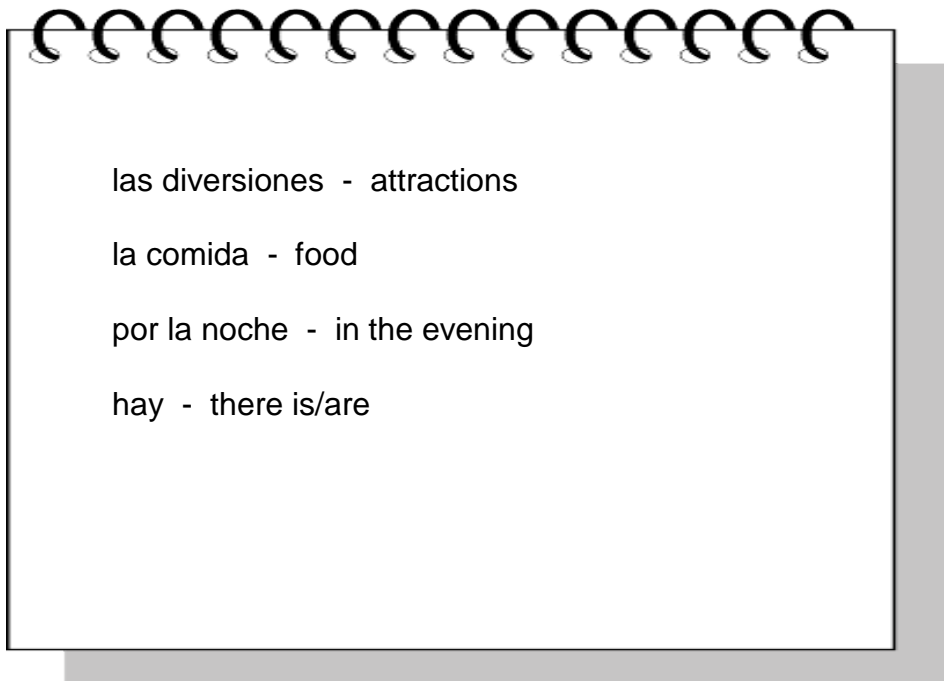 las diversiones - attractions
la comida - food
por la noche - in the evening
hay - there is/are